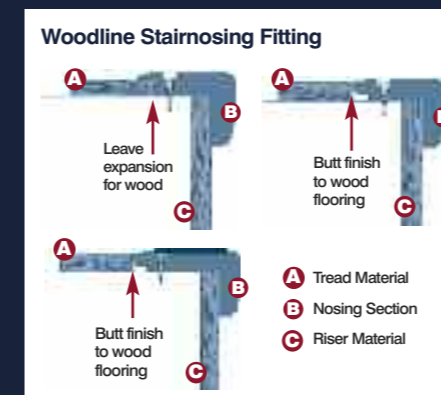 Woodline Stairnosing Fitting
A
B
Leave
expansion
for wood
C
A
B
Butt finish
to wood
flooring
C
A
B
Butt finish
to wood
flooring
C
A Tread Material
B Nosing Section
C Riser Material